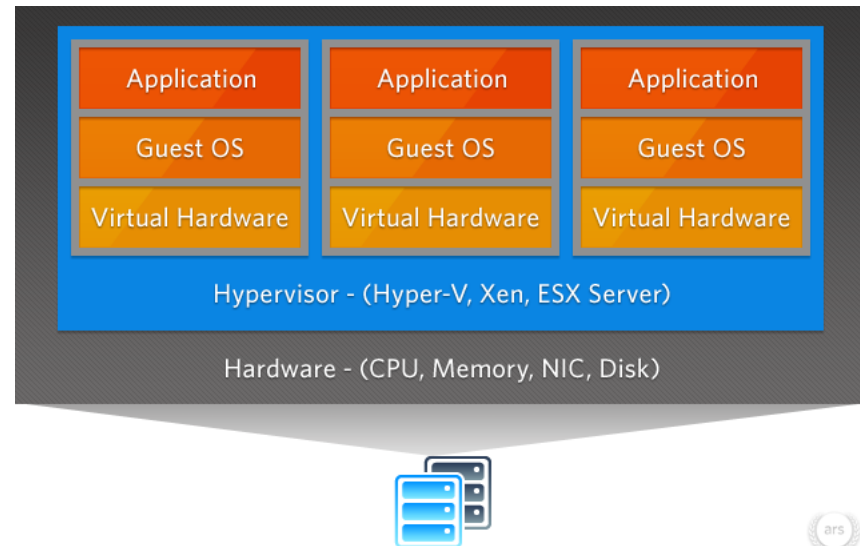 Application Application Application
Guest OS Guest OS Guest OS
Virtual Hardware Virtual Hardware Virtual Hardware
Hypervisor - (Hyper-V, Xen, ESX Server)
Hardware - (CPU, Memory, NIC, Disk)
ars